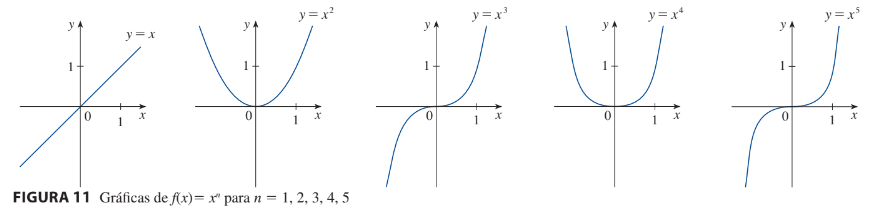 y
y = x
1
0
1
x
y
y = x²
1
0
1
x
y
y = x³
1
0
1
x
y
y = x⁴
1
0
1
x
y
y = x⁵
1
0
1
x
FIGURA 11 Gráficas de f(x) = xⁿ para n = 1, 2, 3, 4, 5